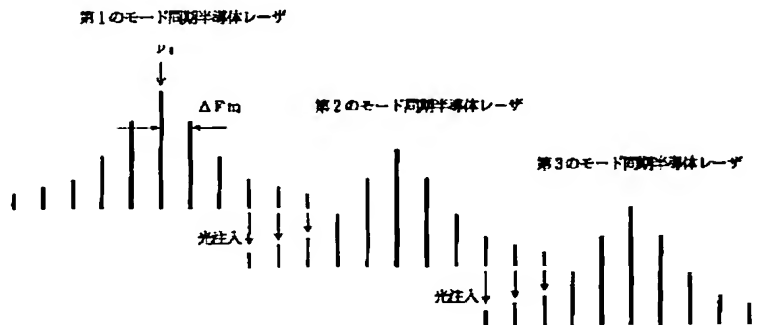 第1のモード同期半導体レーザ
ν₁
ΔFm
第2のモード同期半導体レーザ
第3のモード同期半導体レーザ
光注入
光注入